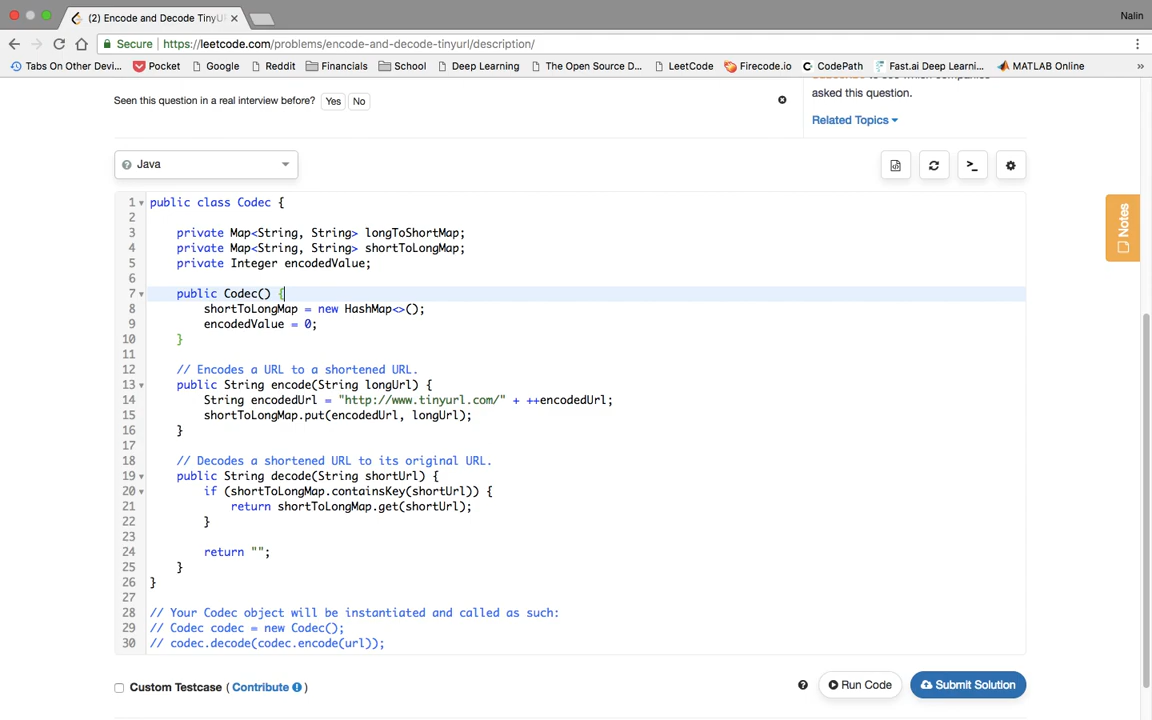 (2) Encode and Decode TinyU
Nalin
Secure | https://leetcode.com/problems/encode-and-decode-tinyurl/description/
Tabs On Other Devi... Pocket Google Reddit Financials School Deep Learning The Open Source D... LeetCode Firecode.io CodePath Fast.ai Deep Learni... MATLAB Online »
Seen this question in a real interview before? Yes No
asked this question.
Related Topics
Java
Notes
1 public class Codec {
2
3 private Map<String, String> longToShortMap;
4 private Map<String, String> shortToLongMap;
5 private Integer encodedValue;
6
7 public Codec() {
8 shortToLongMap = new HashMap<>();
9 encodedValue = 0;
10 }
11
12 // Encodes a URL to a shortened URL.
13 public String encode(String longUrl) {
14 String encodedUrl = "http://www.tinyurl.com/" + ++encodedUrl;
15 shortToLongMap.put(encodedUrl, longUrl);
16 }
17
18 // Decodes a shortened URL to its original URL.
19 public String decode(String shortUrl) {
20 if (shortToLongMap.containsKey(shortUrl)) {
21 return shortToLongMap.get(shortUrl);
22 }
23
24 return "";
25 }
26 }
27
28 // Your Codec object will be instantiated and called as such:
29 // Codec codec = new Codec();
30 // codec.decode(codec.encode(url));
Custom Testcase ( Contribute )
Run Code
Submit Solution